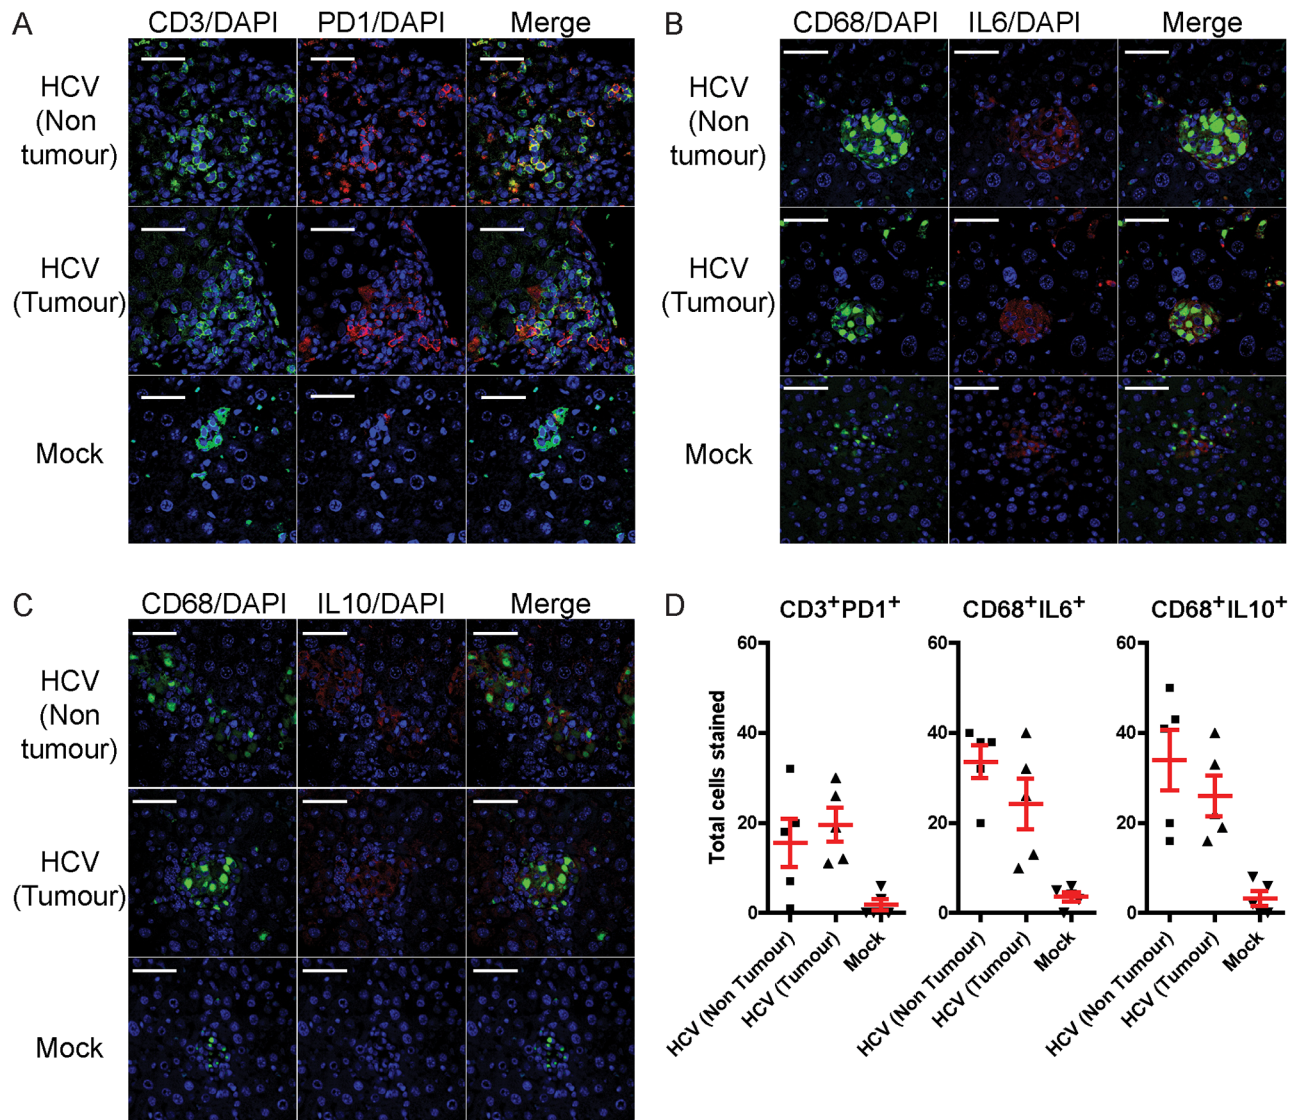 A
CD3/DAPI PD1/DAPI Merge
HCV
(Non
tumour)
HCV
(Tumour)
Mock
B
CD68/DAPI IL6/DAPI Merge
HCV
(Non
tumour)
HCV
(Tumour)
Mock
C
CD68/DAPI IL10/DAPI Merge
HCV
(Non
tumour)
HCV
(Tumour)
Mock
D
CD3+PD1+ CD68+IL6+ CD68+IL10+
Total cells stained
60
40
20
0
HCV (Non Tumour)
HCV (Tumour)
Mock
60
40
20
0
HCV (Non Tumour)
HCV (Tumour)
Mock
60
40
20
0
HCV (Non Tumour)
HCV (Tumour)
Mock